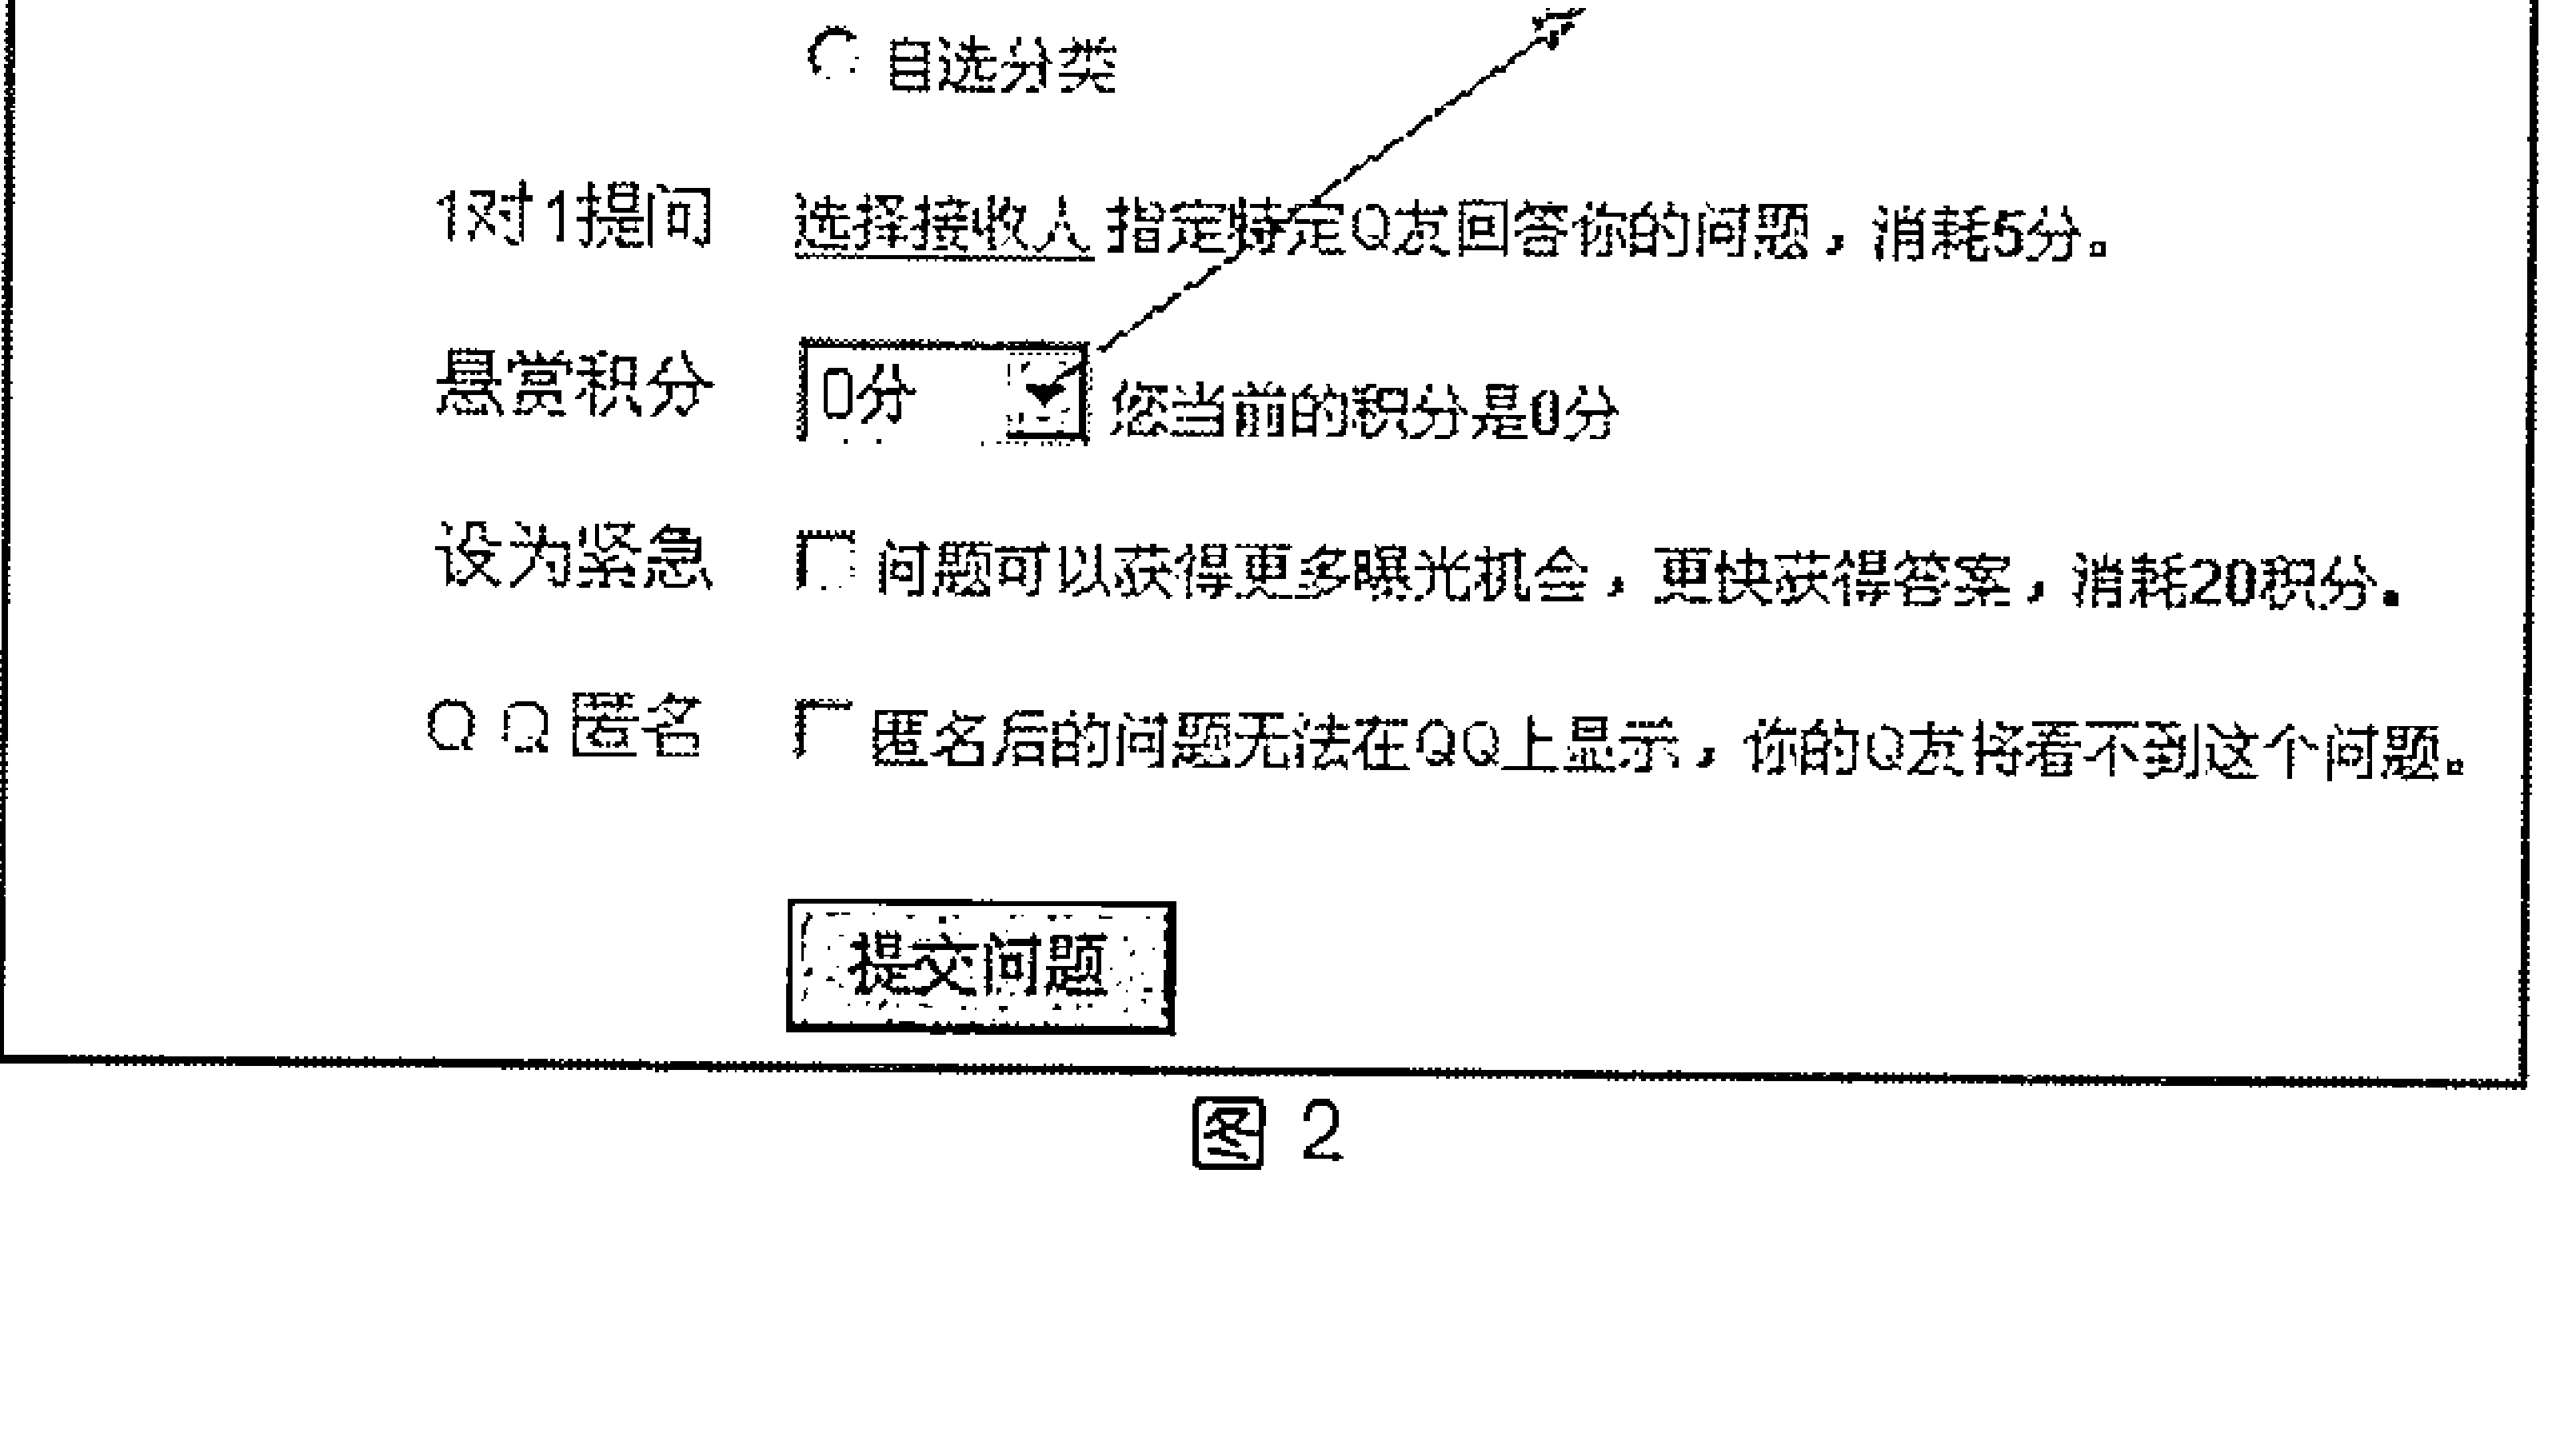 自选分类
1对1提问 选择接收人 指定特定Q友回答你的问题，消耗5分。
悬赏积分 0分 您当前的积分是0分
设为紧急 问题可以获得更多曝光机会，更快获得答案，消耗20积分。
QQ匿名 匿名后的问题无法在QQ上显示，你的Q友将看不到这个问题。
提交问题
图 2